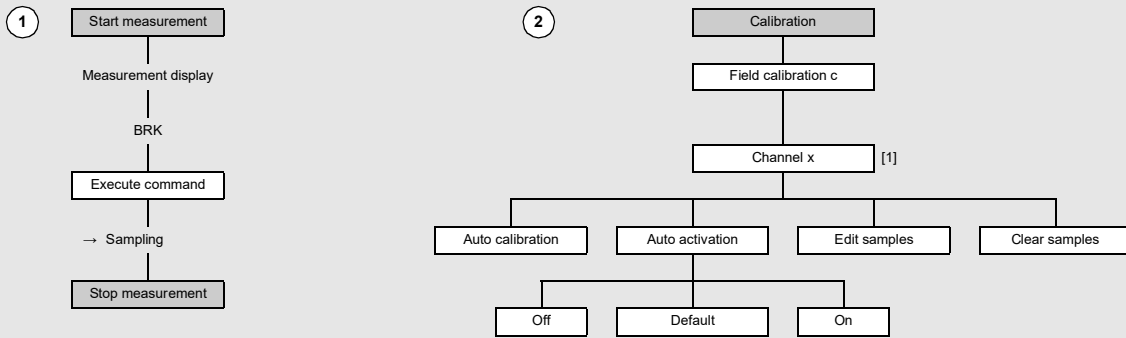 1
Start measurement
Measurement display
BRK
Execute command
→ Sampling
Stop measurement
2
Calibration
Field calibration c
Channel x [1]
Auto calibration
Auto activation
Edit samples
Clear samples
Off
Default
On